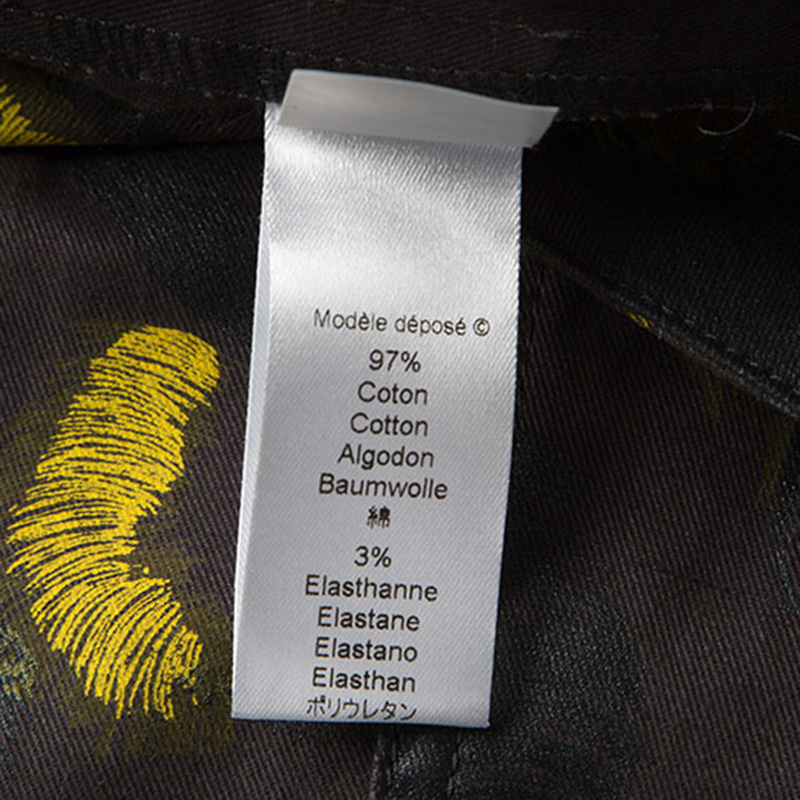 Modèle déposé ©
97%
Coton
Cotton
Algodon
Baumwolle
綿
3%
Elasthanne
Elastane
Elastano
Elasthan
ポリウレタン